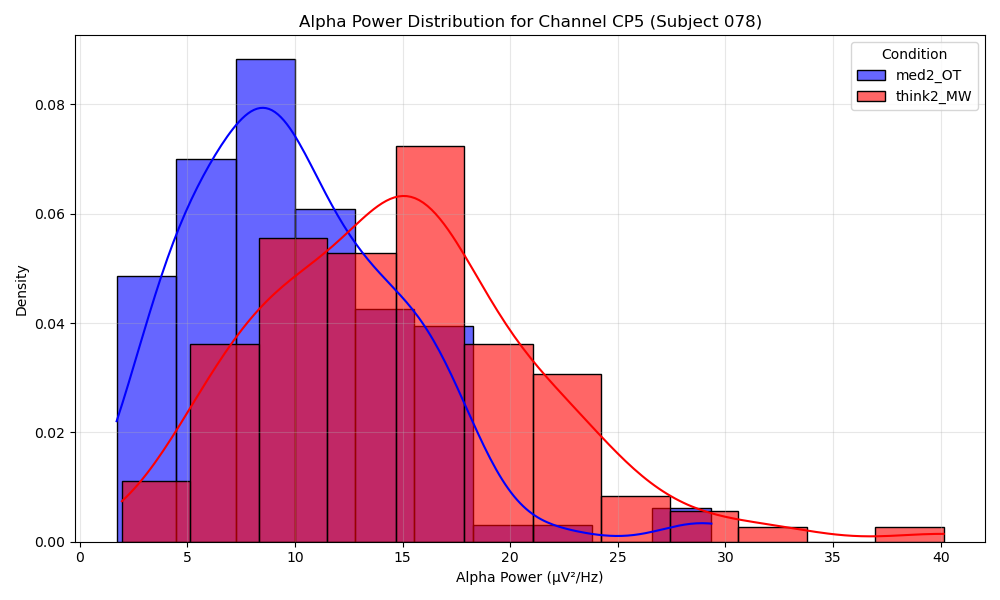 Alpha Power Distribution for Channel CP5 (Subject 078)
Condition
med2_OT
think2_MW
Density
0.08
0.06
0.04
0.02
0.00
0 5 10 15 20 25 30 35 40
Alpha Power (µV²/Hz)